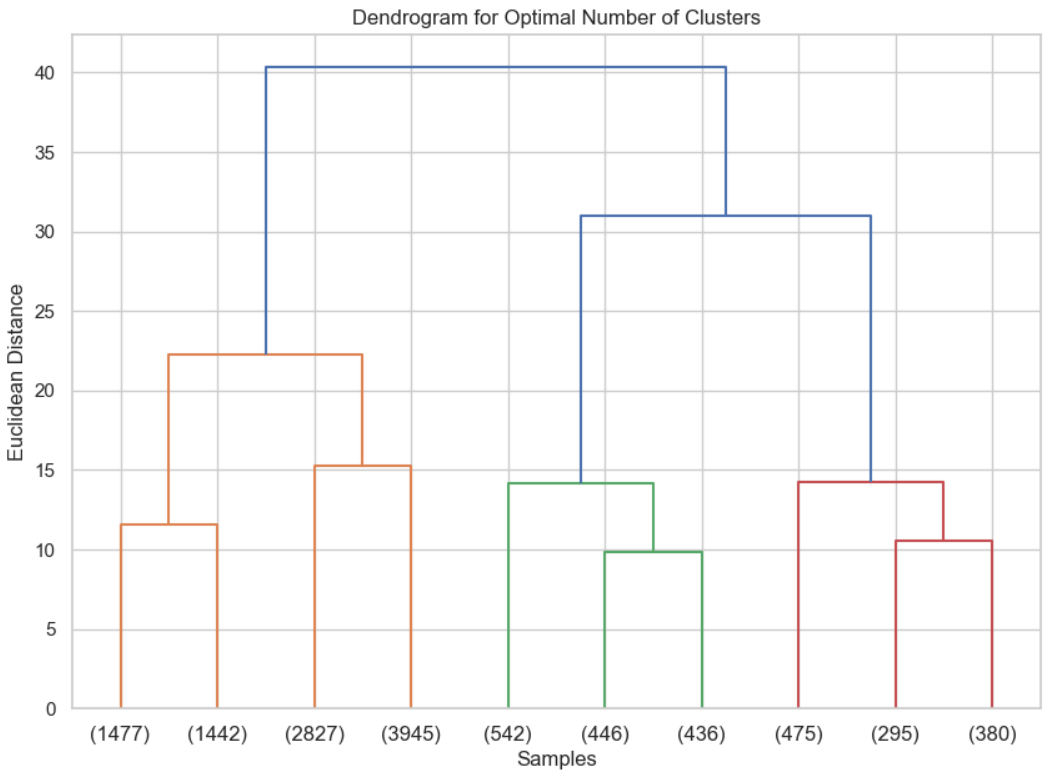 Dendrogram for Optimal Number of Clusters
Euclidean Distance
40
35
30
25
20
15
10
5
0
(1477) (1442) (2827) (3945) (542) (446) (436) (475) (295) (380)
Samples